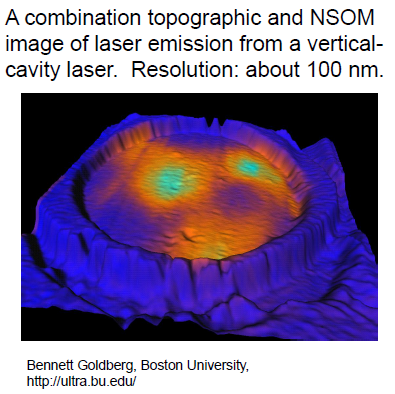 A combination topographic and NSOM
image of laser emission from a vertical-
cavity laser.  Resolution: about 100 nm.
Bennett Goldberg, Boston University,
http://ultra.bu.edu/